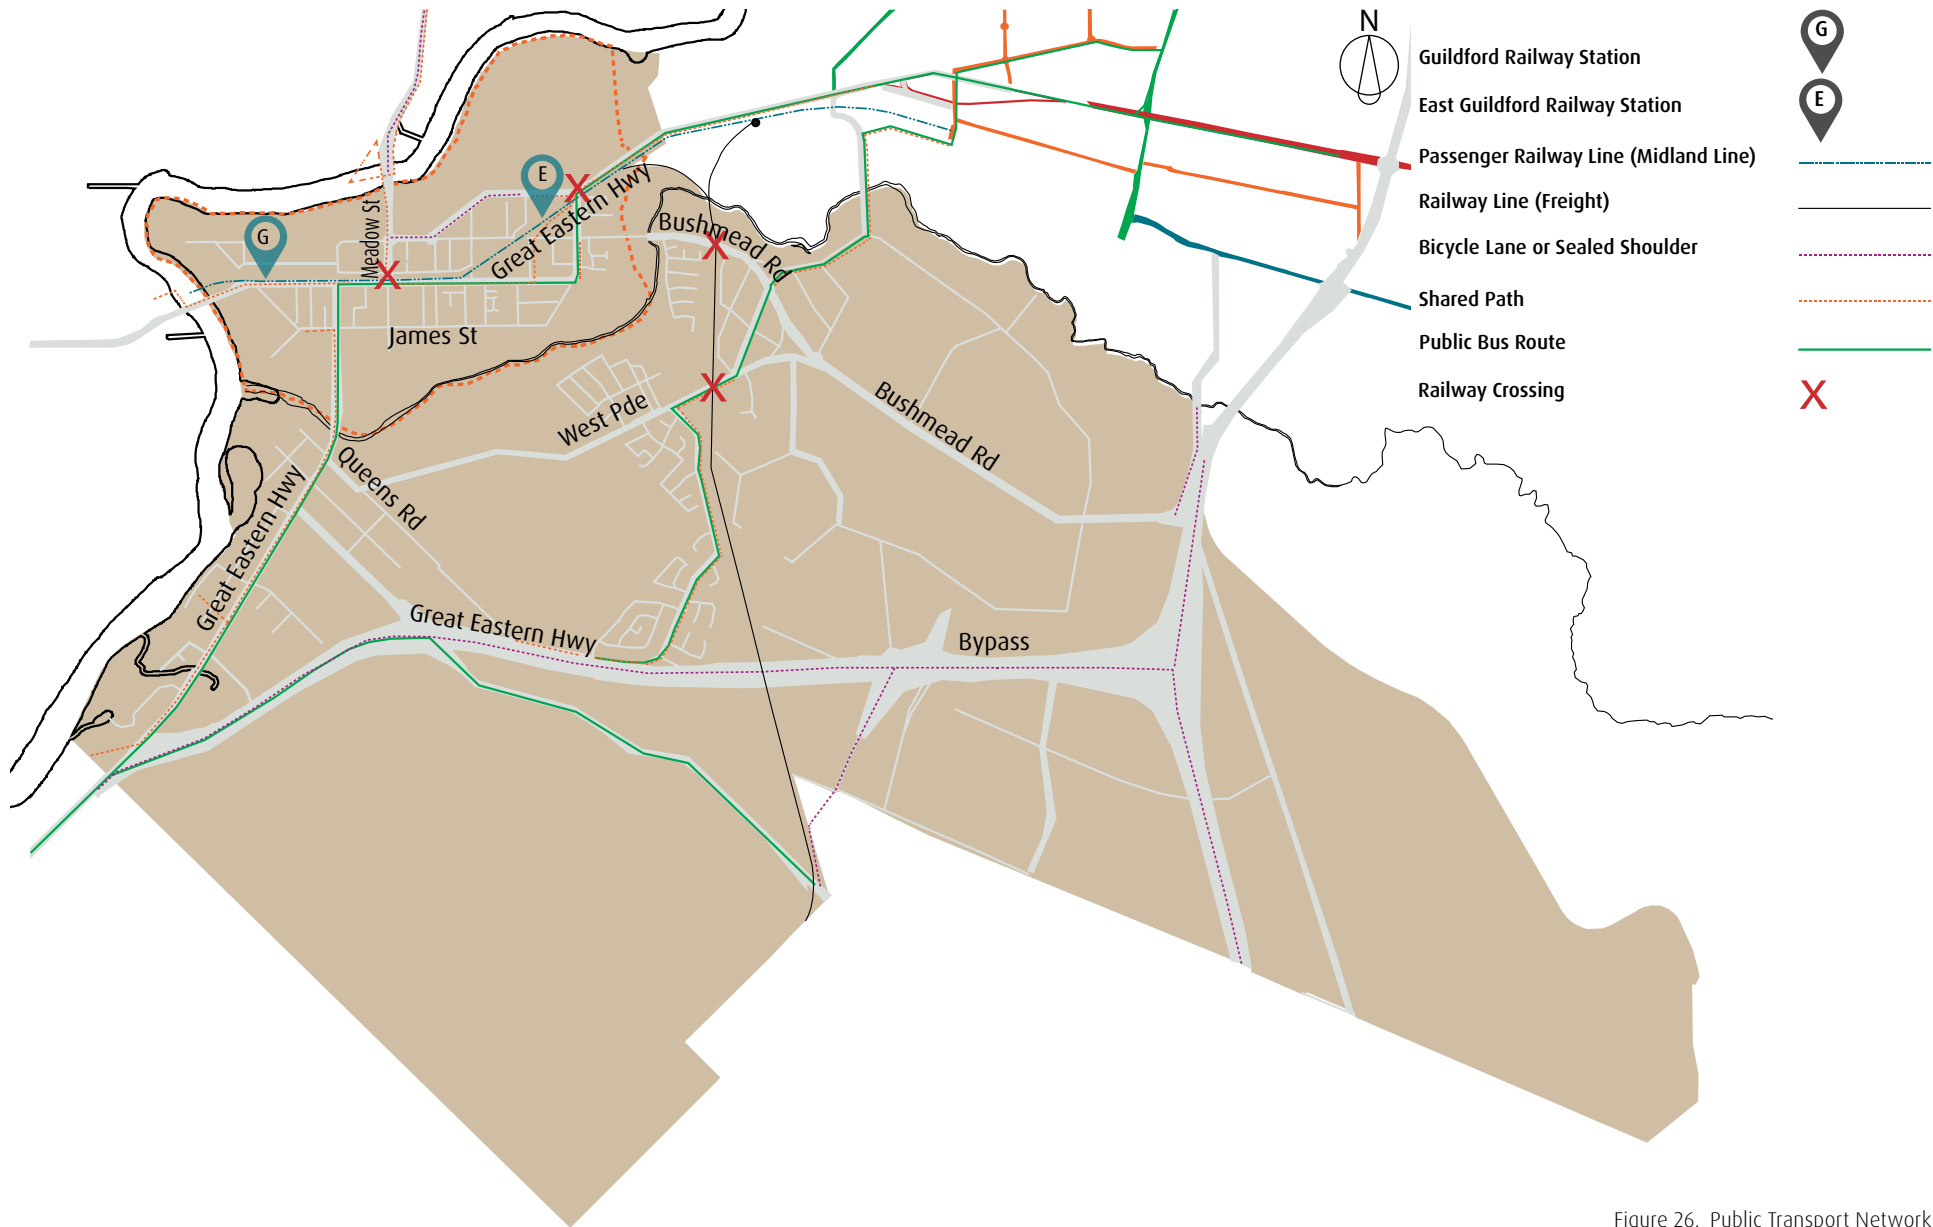 N
Guildford Railway Station
G
East Guildford Railway Station
E
Passenger Railway Line (Midland Line)
Railway Line (Freight)
Bicycle Lane or Sealed Shoulder
Shared Path
Public Bus Route
Railway Crossing
X
E
X
Great Eastern Hwy
Meadow St
G
X
Bushmead Rd
X
James St
X
West Pde
Bushmead Rd
Queens Rd
Great Eastern Hwy
Great Eastern Hwy
Bypass
Figure 26. Public Transport Network